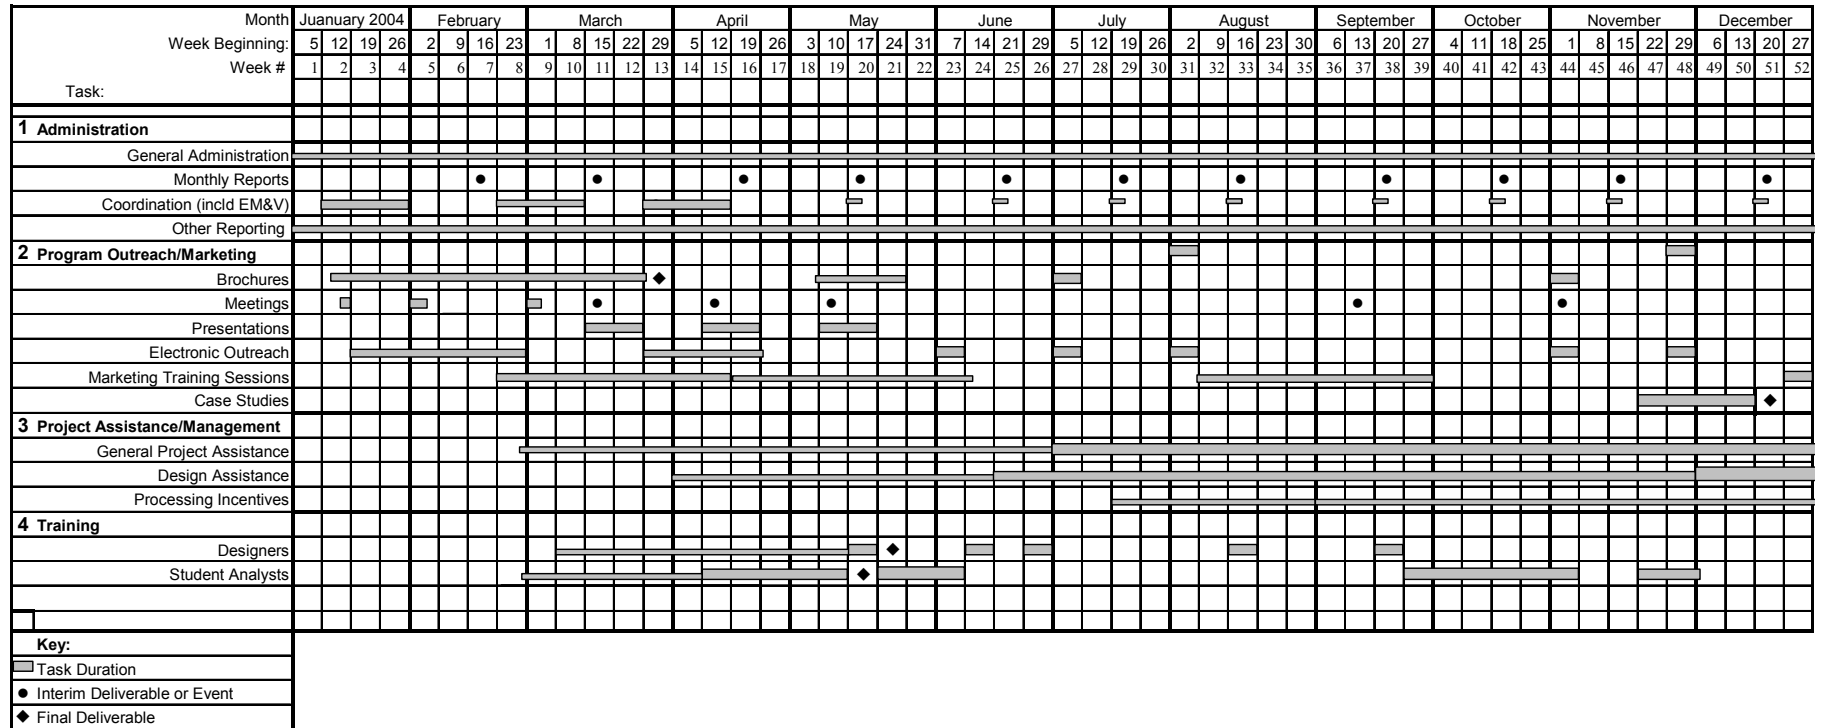 Month Juanuary 2004 February March April May June July August September October November December
Week Beginning: 5 12 19 26 2 9 16 23 1 8 15 22 29 5 12 19 26 3 10 17 24 31 7 14 21 29 5 12 19 26 2 9 16 23 30 6 13 20 27 4 11 18 25 1 8 15 22 29 6 13 20 27
Week # 1 2 3 4 5 6 7 8 9 10 11 12 13 14 15 16 17 18 19 20 21 22 23 24 25 26 27 28 29 30 31 32 33 34 35 36 37 38 39 40 41 42 43 44 45 46 47 48 49 50 51 52
Task:
1 Administration
General Administration
Monthly Reports
Coordination (incld EM&V)
Other Reporting
2 Program Outreach/Marketing
Brochures
Meetings
Presentations
Electronic Outreach
Marketing Training Sessions
Case Studies
3 Project Assistance/Management
General Project Assistance
Design Assistance
Processing Incentives
4 Training
Designers
Student Analysts
Key:
Task Duration
Interim Deliverable or Event
Final Deliverable